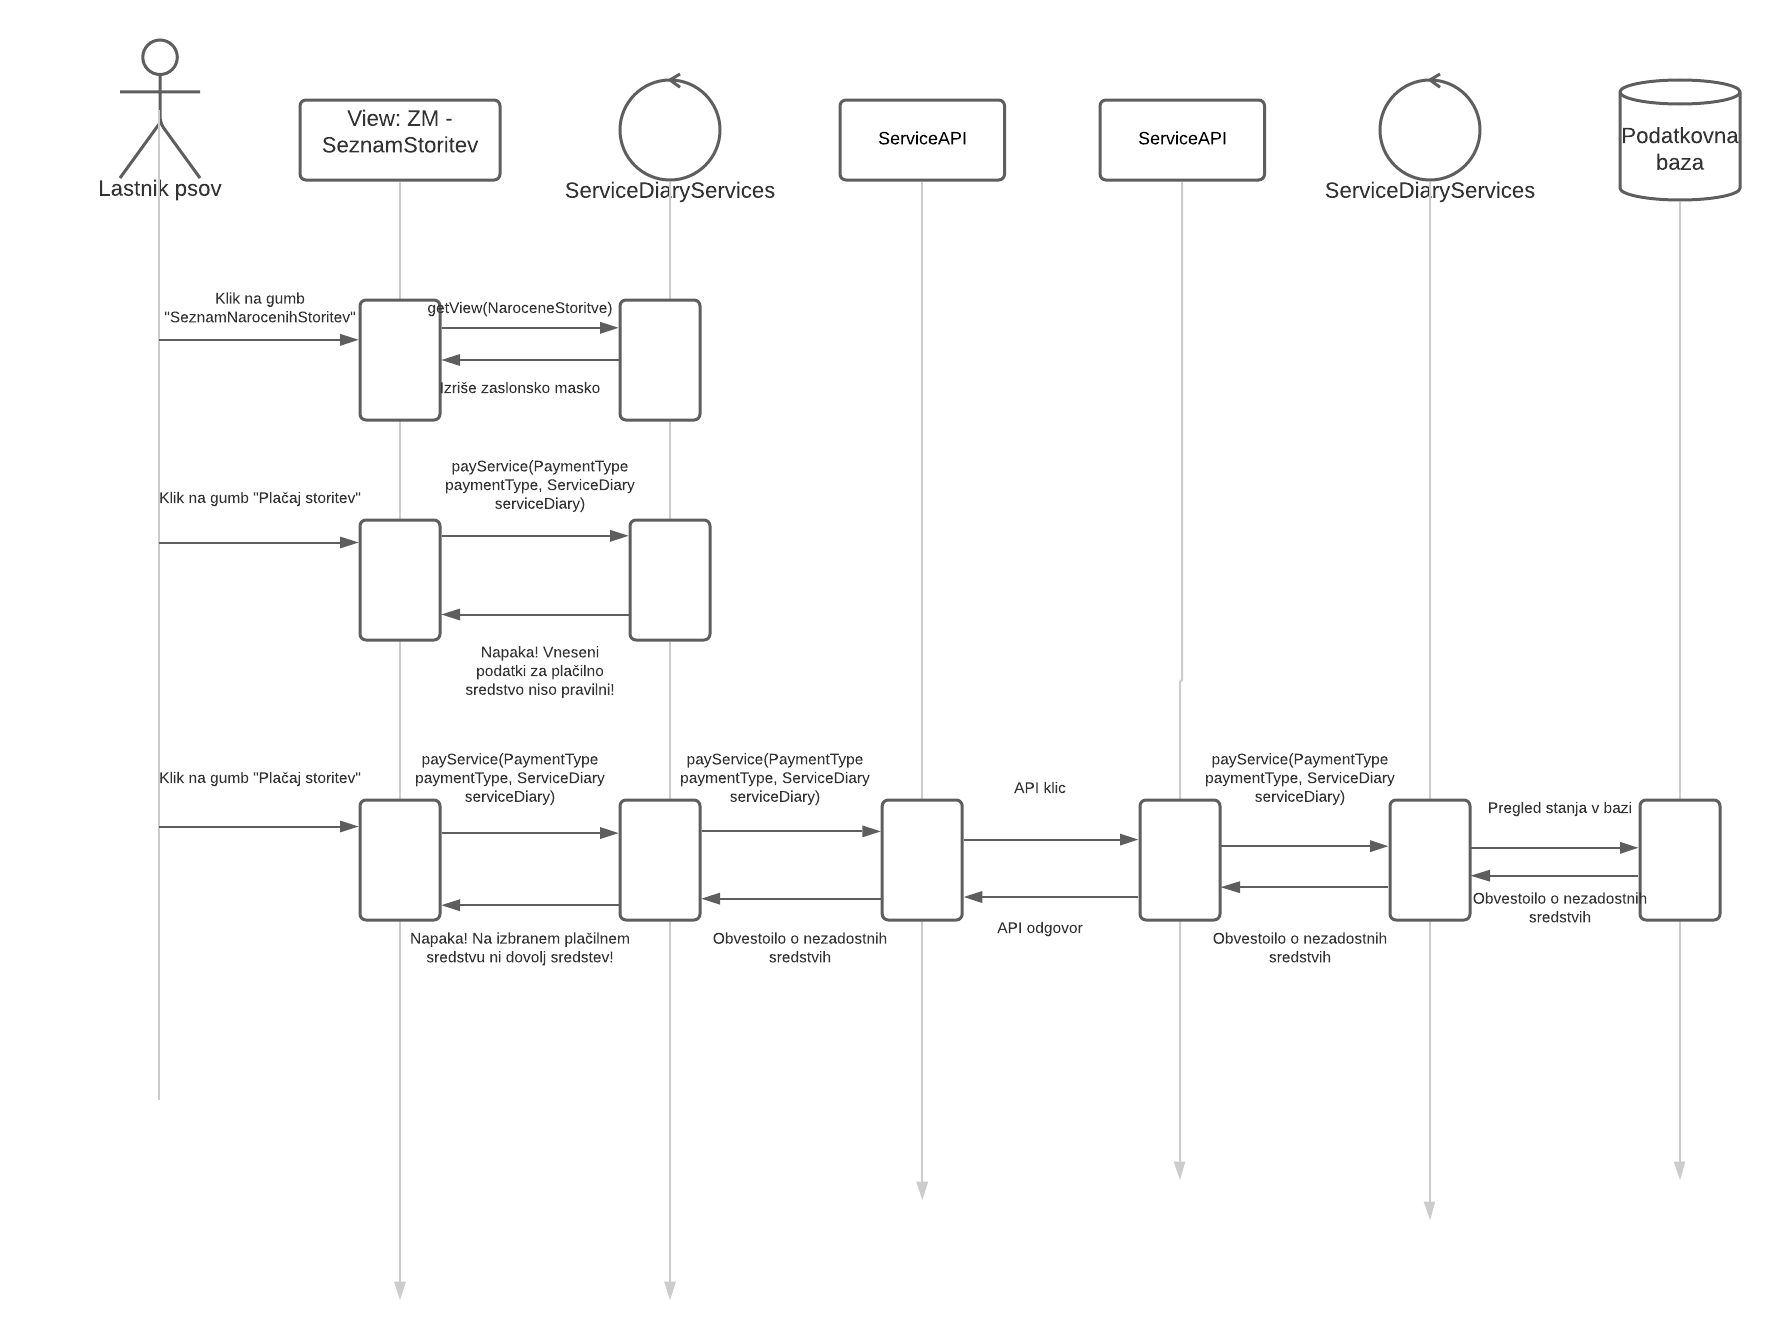 Lastnik psov
View: ZM -
SeznamStoritev
ServiceDiaryServices
ServiceAPI
ServiceAPI
ServiceDiaryServices
Podatkovna
baza
Klik na gumb
"SeznamNarocenihStoritev"
getView(NaroceneStoritve)
Izriše zaslonsko masko
Klik na gumb "Plačaj storitev"
payService(PaymentType
paymentType, ServiceDiary
serviceDiary)
Napaka! Vneseni
podatki za plačilno
sredstvo niso pravilni!
Klik na gumb "Plačaj storitev"
payService(PaymentType
paymentType, ServiceDiary
serviceDiary)
payService(PaymentType
paymentType, ServiceDiary
serviceDiary)
API klic
payService(PaymentType
paymentType, ServiceDiary
serviceDiary)
Pregled stanja v bazi
Napaka! Na izbranem plačilnem
sredstvu ni dovolj sredstev!
Obvestoilo o nezadostnih
sredstvih
API odgovor
Obvestoilo o nezadostnih
sredstvih
Obvestoilo o nezadostnih
sredstvih